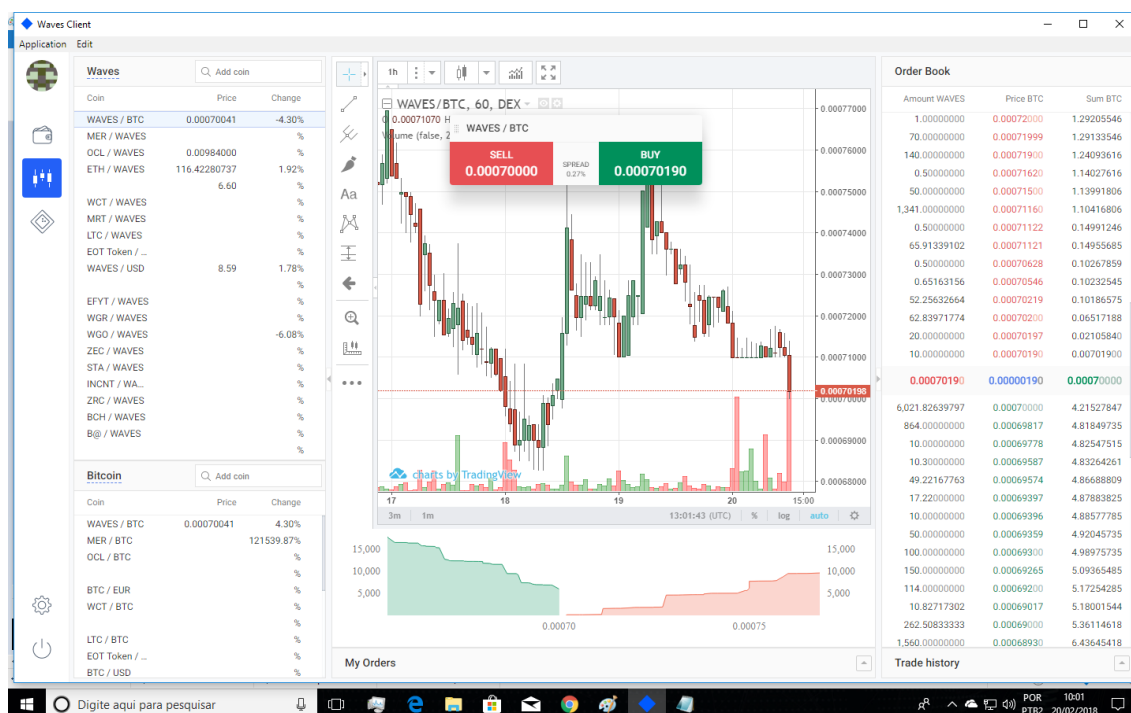 Waves Client
Application Edit
Waves
Add coin
Coin Price Change
WAVES / BTC 0.00070041 -4.30%
MER / WAVES %
OCL / WAVES 0.00984000 %
ETH / WAVES 116.42280737 1.92%
6.60 %
WCT / WAVES %
MRT / WAVES %
LTC / WAVES %
EOT Token / ... %
WAVES / USD 8.59 1.78%
%
EFYT / WAVES %
WGR / WAVES %
WGO / WAVES -6.08%
ZEC / WAVES %
STA / WAVES %
INCNT / WA... %
ZRC / WAVES %
BCH / WAVES %
B@ / WAVES %
%
Bitcoin
Add coin
Coin Price Change
WAVES / BTC 0.00070041 4.30%
MER / BTC 121539.87%
OCL / BTC %
%
BTC / EUR %
WCT / BTC %
%
LTC / BTC %
EOT Token / ... %
BTC / USD %
1h
Aa
WAVES/BTC, 60, DEX
0.00071070 H
Volume (false, 2
WAVES / BTC
SELL
0.00070000
SPREAD
0.27%
BUY
0.00070190
0.00077000
0.00076000
0.00075000
0.00074000
0.00073000
0.00072000
0.00071000
0.00070198
0.00070000
0.00069000
0.00068000
charts by TradingView
17 18 19 20 15:00
3m 1m 13:01:43 (UTC) % log auto
15,000 15,000
10,000 10,000
5,000 5,000
0.00070 0.00075
My Orders
Order Book
Amount WAVES Price BTC Sum BTC
1.00000000 0.00072000 1.29205546
70.00000000 0.00071999 1.29133546
140.00000000 0.00071900 1.24093616
0.50000000 0.00071620 1.14027616
50.00000000 0.00071500 1.13991806
1,341.00000000 0.00071160 1.10416806
0.50000000 0.00071122 0.14991246
65.91339102 0.00071121 0.14955685
0.50000000 0.00070628 0.10267859
0.65163156 0.00070546 0.10232545
52.25632664 0.00070219 0.10186575
62.83971774 0.00070200 0.06517188
20.00000000 0.00070197 0.02105840
10.00000000 0.00070190 0.00701900
0.00070190 0.00000190 0.00070000
6,021.82639797 0.00070000 4.21527847
864.00000000 0.00069817 4.81849735
10.00000000 0.00069778 4.82547515
10.30000000 0.00069587 4.83264261
49.22167763 0.00069574 4.86688809
17.22000000 0.00069397 4.87883825
10.00000000 0.00069396 4.88577785
50.00000000 0.00069359 4.92045735
100.00000000 0.00069300 4.98975735
150.00000000 0.00069265 5.09365485
114.00000000 0.00069200 5.17254285
10.82717302 0.00069017 5.18001544
262.50833333 0.00069000 5.36114618
1,560.00000000 0.00068930 6.43645418
Trade history
Digite aqui para pesquisar
POR
PTB2
10:01
20/02/2018